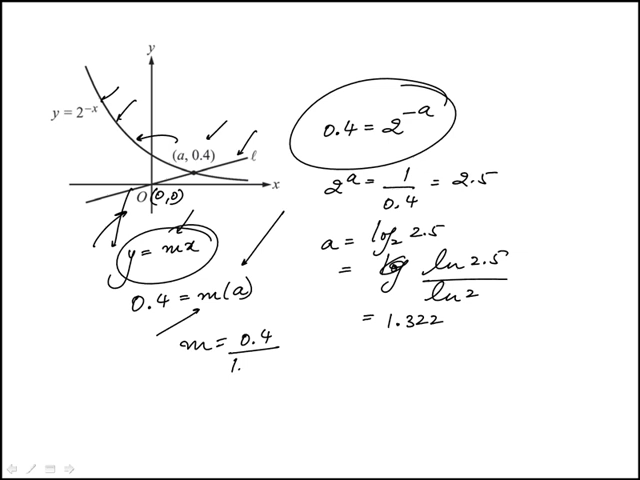 y
y = 2^{-x}
(a, 0.4)
ℓ
x
O (0,0)
y = mx
0.4 = m(a)
m = 0.4 / 1.
0.4 = 2^{-a}
2^a = 1 / 0.4 = 2.5
a = log₂ 2.5
= ln 2.5 / ln 2
= 1.322